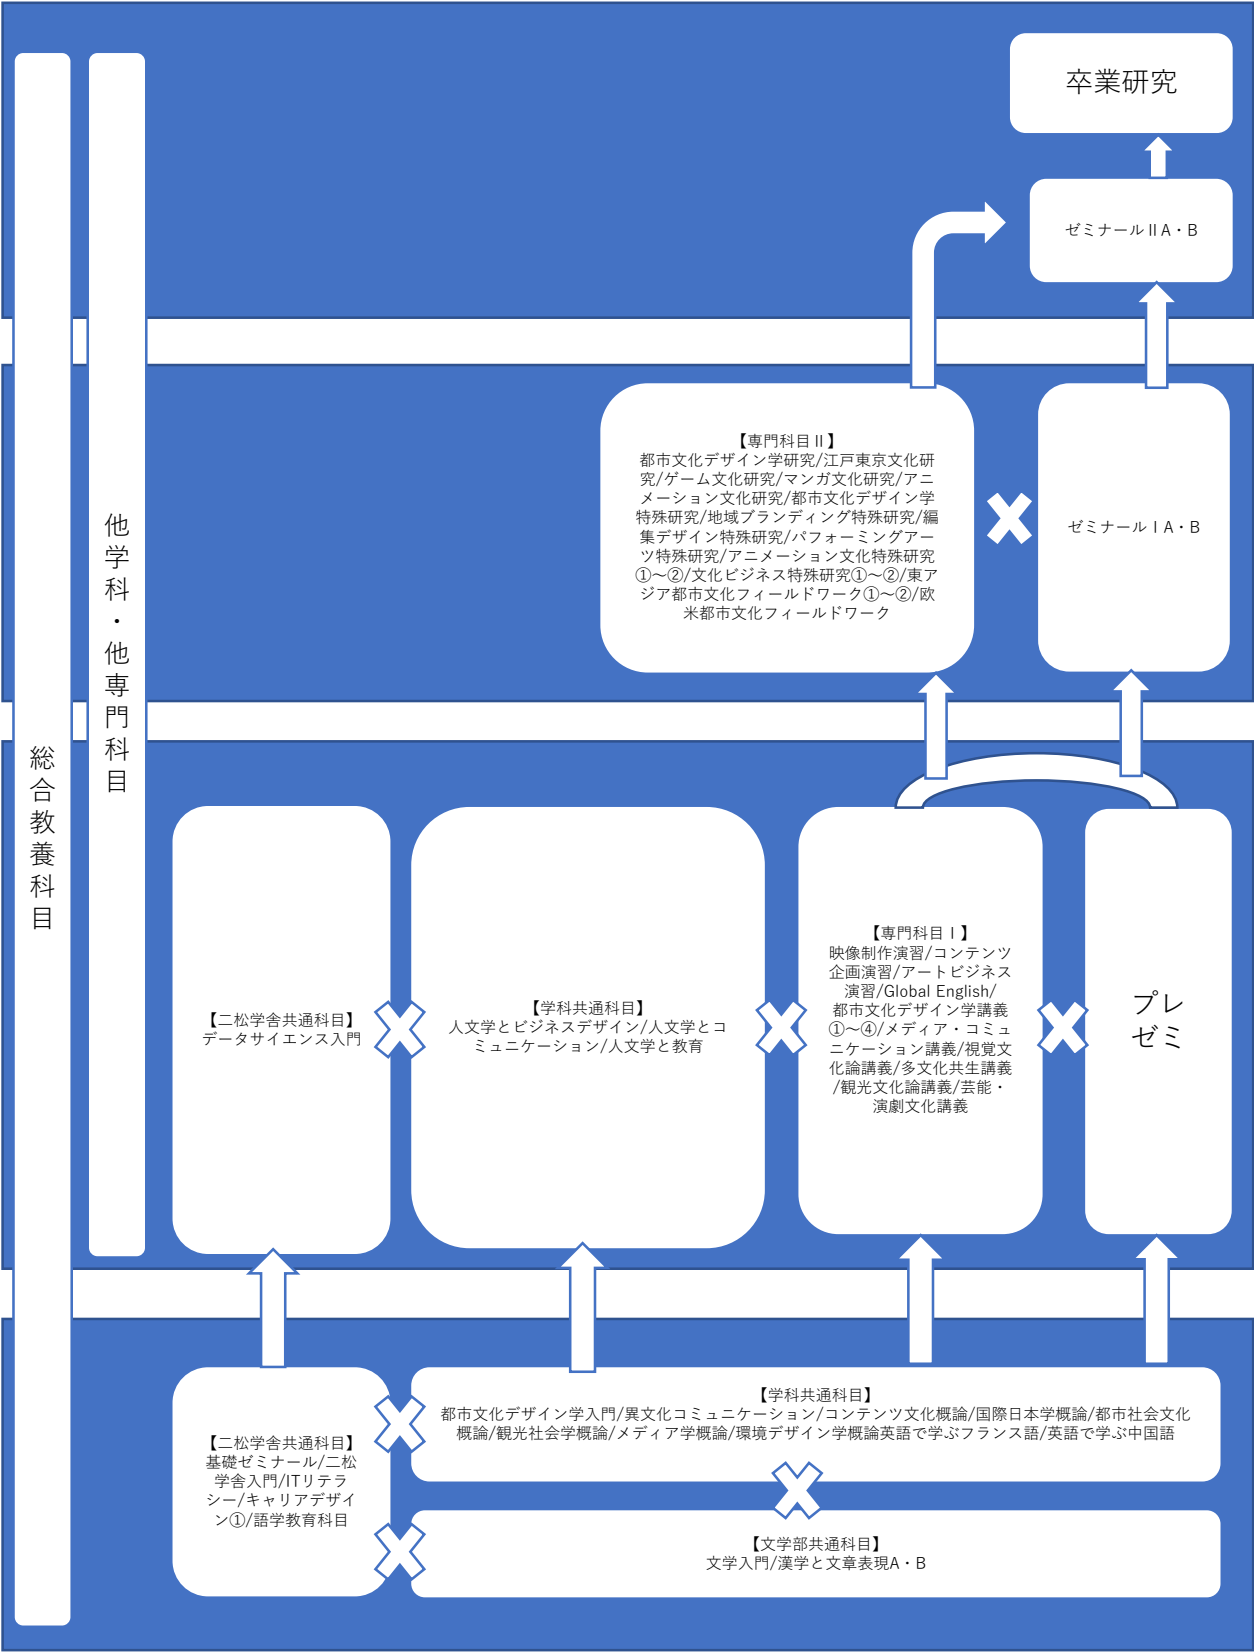 卒業研究
ゼミナールⅡA・B
【専門科目Ⅱ】
都市文化デザイン学研究/江戸東京文化研
究/ゲーム文化研究/マンガ文化研究/アニ
メーション文化研究/都市文化デザイン学
特殊研究/地域ブランディング特殊研究/編
集デザイン特殊研究/パフォーミングアー
ツ特殊研究/アニメーション文化特殊研究
①～②/文化ビジネス特殊研究①～②/東ア
ジア都市文化フィールドワーク①～②/欧
米都市文化フィールドワーク
ゼミナールⅠA・B
他学科・他専門科目
総合教養科目
【二松学舎共通科目】
データサイエンス入門
【学科共通科目】
人文学とビジネスデザイン/人文学とコ
ミュニケーション/人文学と教育
【専門科目Ⅰ】
映像制作演習/コンテンツ
企画演習/アートビジネス
演習/Global English/
都市文化デザイン学講義
①～④/メディア・コミュ
ニケーション講義/視覚文
化論講義/多文化共生講義
/観光文化論講義/芸能・
演劇文化講義
プレ
ゼミ
【二松学舎共通科目】
基礎ゼミナール/二松
学舎入門/ITリテラ
シー/キャリアデザイ
ン①/語学教育科目
【学科共通科目】
都市文化デザイン学入門/異文化コミュニケーション/コンテンツ文化概論/国際日本学概論/都市社会文化
概論/観光社会学概論/メディア学概論/環境デザイン学概論英語で学ぶフランス語/英語で学ぶ中国語
【文学部共通科目】
文学入門/漢学と文章表現A・B